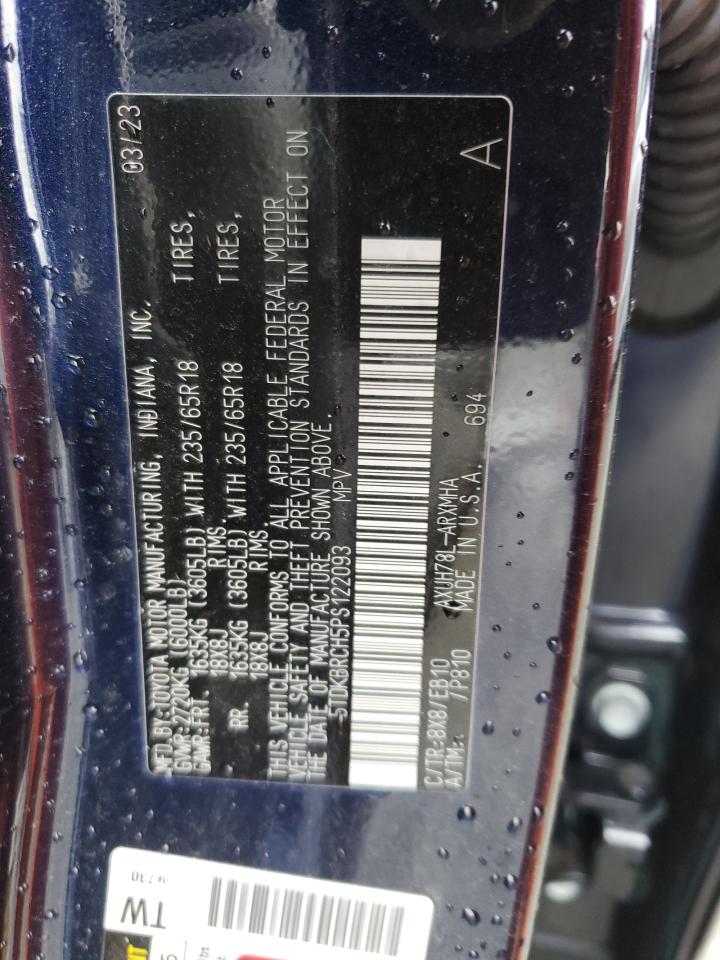 MFD.BY:TOYOTA MOTOR MANUFACTURING, INDIANA, INC. 03/23
GVWR:2720KG (6000LB)
GAWR:FRT. 1635KG (3605LB) WITH 235/65R18 TIRES,
18X8J RIMS.
RR. 1635KG (3605LB) WITH 235/65R18 TIRES,
18X8J RIMS.
THIS VEHICLE CONFORMS TO ALL APPLICABLE FEDERAL MOTOR
VEHICLE SAFETY AND THEFT PREVENTION STANDARDS IN EFFECT ON
THE DATE OF MANUFACTURE SHOWN ABOVE.
5TDKBRCH5PS122093 MPV
C/TR:8X8/EB10 AXUH78L-ARXMHA
A/TM: /P810 MADE IN U.S.A. 694 A
TW